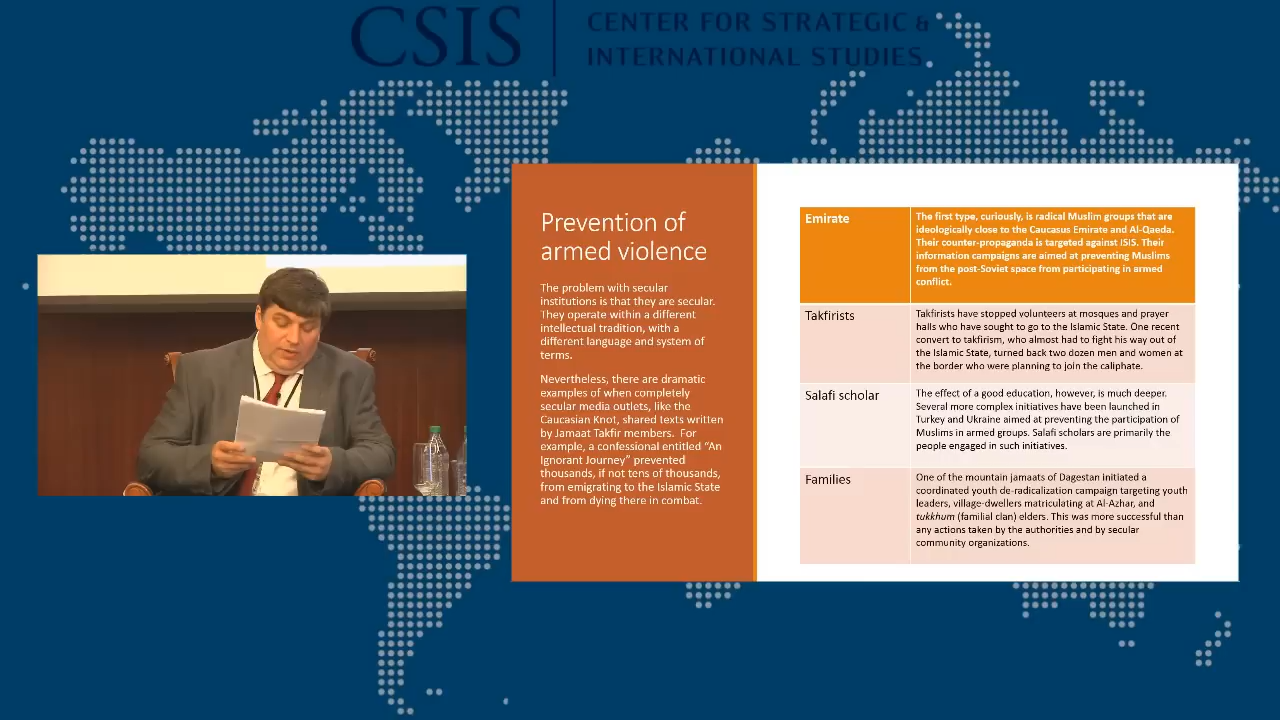 CSIS
CENTER FOR STRATEGIC &
INTERNATIONAL STUDIES
Prevention of
armed violence
The problem with secular
institutions is that they are secular.
They operate within a different
intellectual tradition, with a
different language and system of
terms.
Nevertheless, there are dramatic
examples of when completely
secular media outlets, like the
Caucasian Knot, shared texts written
by Jamaat Takfir members. For
example, a confessional entitled “An
Ignorant Journey” prevented
thousands, if not tens of thousands,
from emigrating to the Islamic State
and from dying there in combat.
Emirate
The first type, curiously, is radical Muslim groups that are
ideologically close to the Caucasus Emirate and Al-Qaeda.
Their counter-propaganda is targeted against ISIS. Their
information campaigns are aimed at preventing Muslims
from the post-Soviet space from participating in armed
conflict.
Takfirists
Takfirists have stopped volunteers at mosques and prayer
halls who have sought to go to the Islamic State. One recent
convert to takfirism, who almost had to fight his way out of
the Islamic State, turned back two dozen men and women at
the border who were planning to join the caliphate.
Salafi scholar
The effect of a good education, however, is much deeper.
Several more complex initiatives have been launched in
Turkey and Ukraine aimed at preventing the participation of
Muslims in armed groups. Salafi scholars are primarily the
people engaged in such initiatives.
Families
One of the mountain jamaats of Dagestan initiated a
coordinated youth de-radicalization campaign targeting youth
leaders, village-dwellers matriculating at Al-Azhar, and
tukkhum (familial clan) elders. This was more successful than
any actions taken by the authorities and by secular
community organizations.